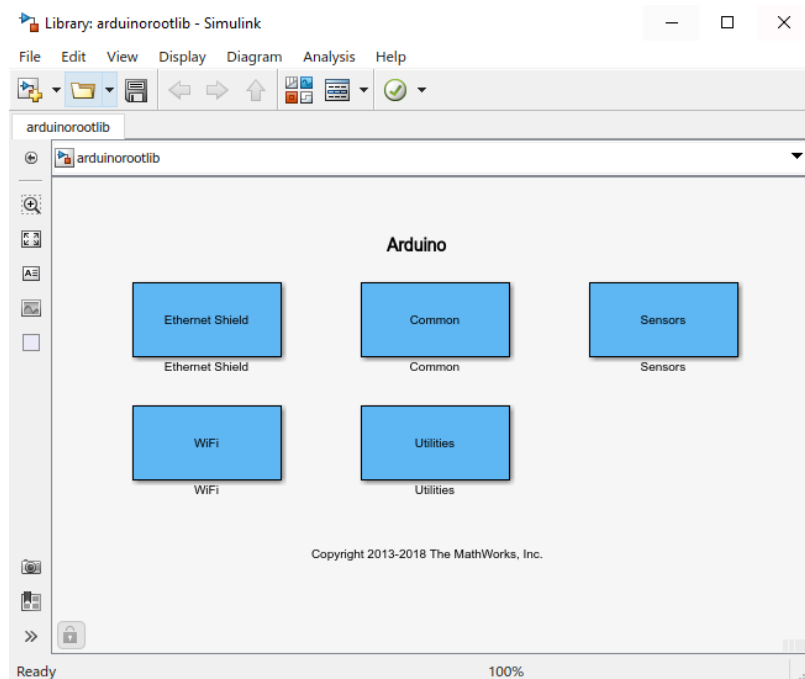 Library: arduinorootlib - Simulink
File Edit View Display Diagram Analysis Help
arduinorootlib
arduinorootlib
Arduino
Ethernet Shield Common Sensors
Ethernet Shield Common Sensors
WiFi Utilities
WiFi Utilities
Copyright 2013-2018 The MathWorks, Inc.
Ready 100%